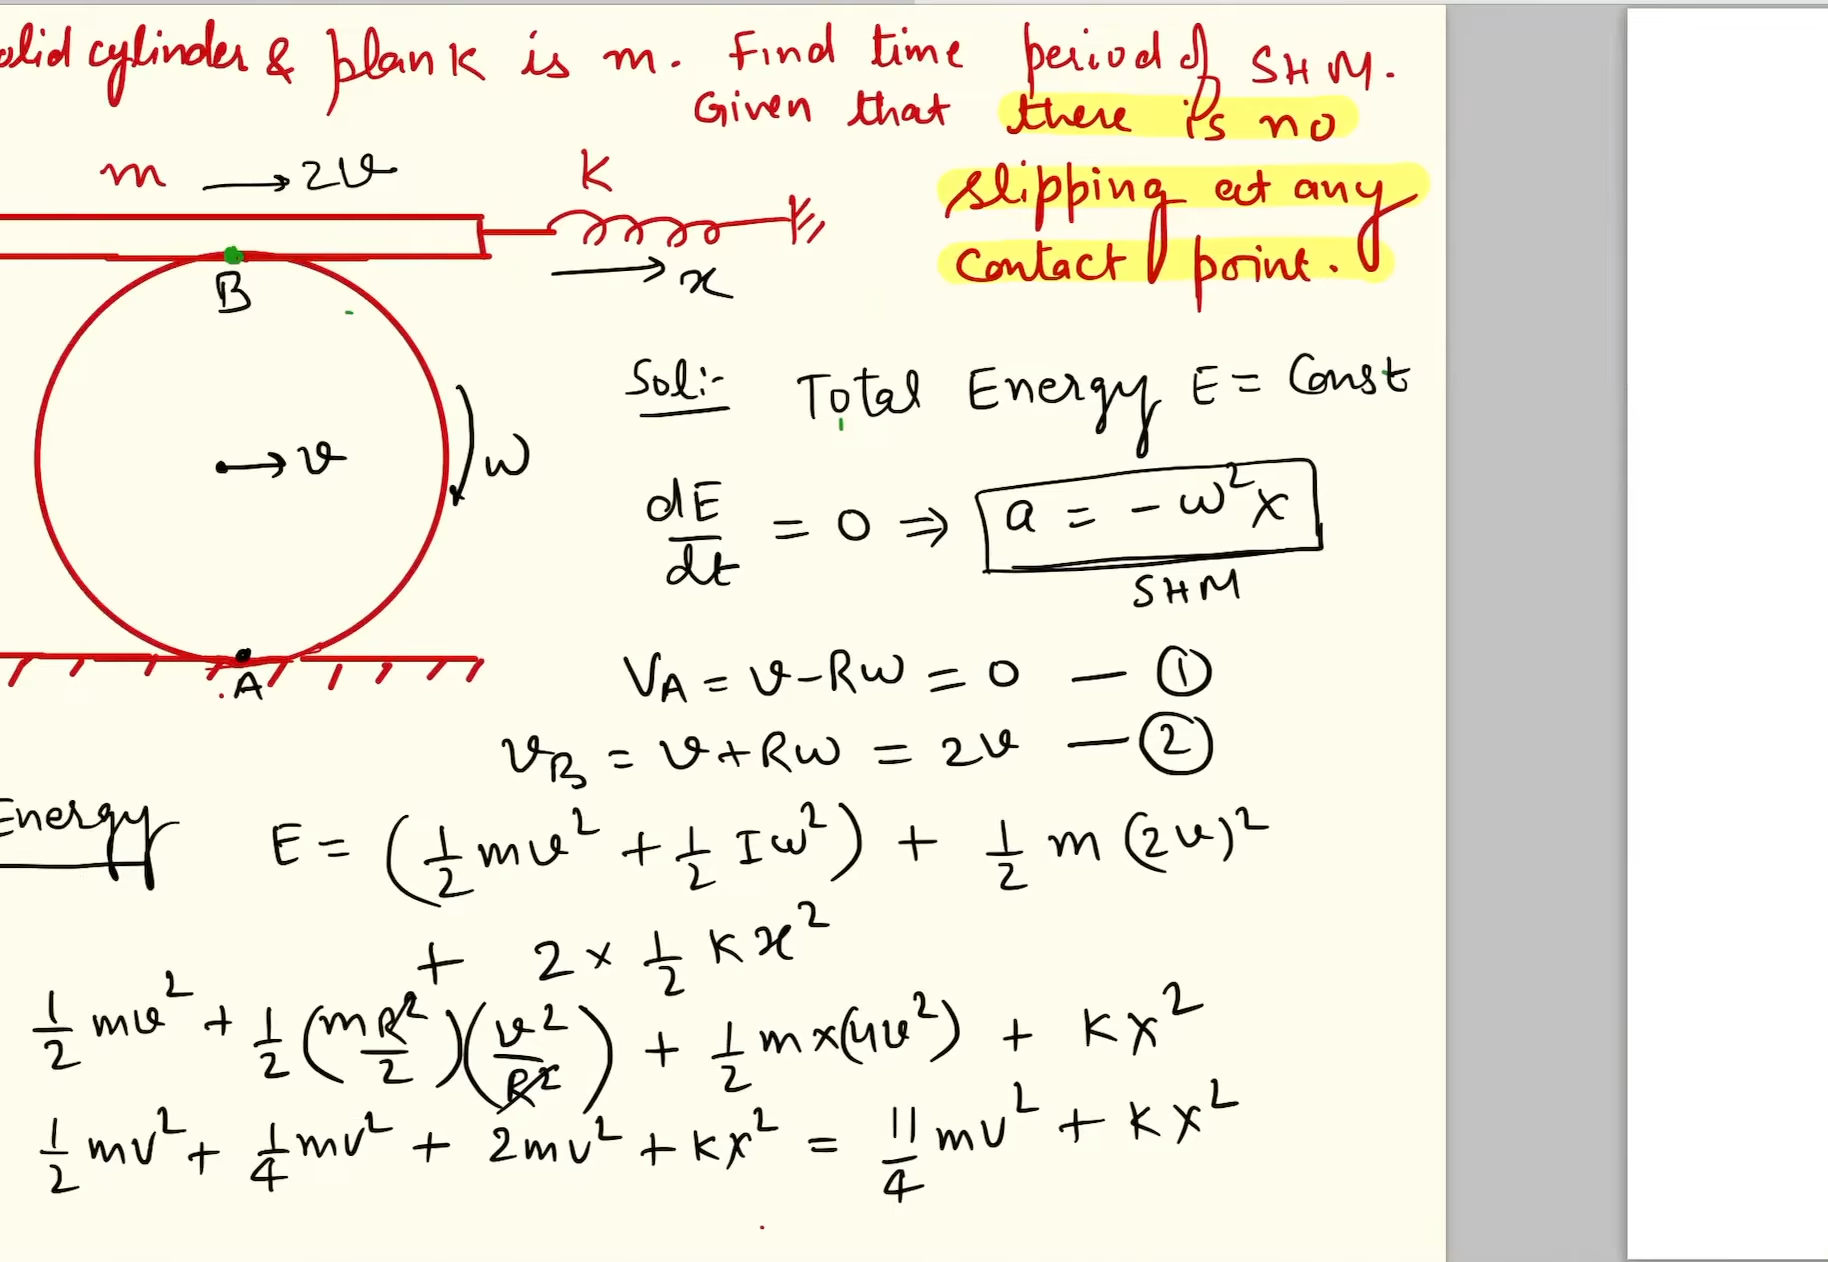 olid cylinder & plank is m. Find time period of SHM.
Given that there is no
slipping at any
contact point.
m → 2v
K
x
B
v
ω
A
Sol:- Total Energy E = Const
dE/dt = 0 ⇒ a = - ω²x
SHM
VA = v - Rω = 0 — ①
vB = v + Rω = 2v — ②
Energy E = (1/2 mv² + 1/2 Iω²) + 1/2 m (2v)²
+ 2 × 1/2 Kx²
1/2 mv² + 1/2 (mR²/2)(v²/R²) + 1/2 m×(4v²) + Kx²
1/2 mv² + 1/4 mv² + 2mv² + Kx² = 11/4 mv² + Kx²